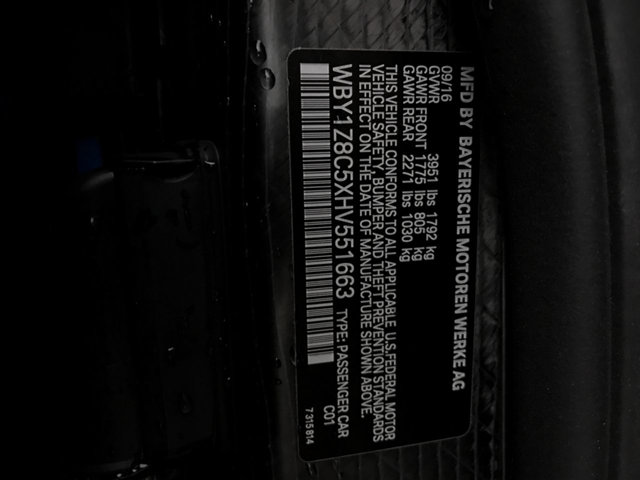 MFD BY BAYERISCHE MOTOREN WERKE AG
09/16
GVWR 3951 lbs 1792 kg
GAWR FRONT 1775 lbs 805 kg
GAWR REAR 2271 lbs 1030 kg
THIS VEHICLE CONFORMS TO ALL APPLICABLE U.S.FEDERAL MOTOR
VEHICLE SAFETY, BUMPER AND THEFT PREVENTION STANDARDS
IN EFFECT ON THE DATE OF MANUFACTURE SHOWN ABOVE.
WBY1Z8C5XHV551663 TYPE: PASSENGER CAR
C01
7315814